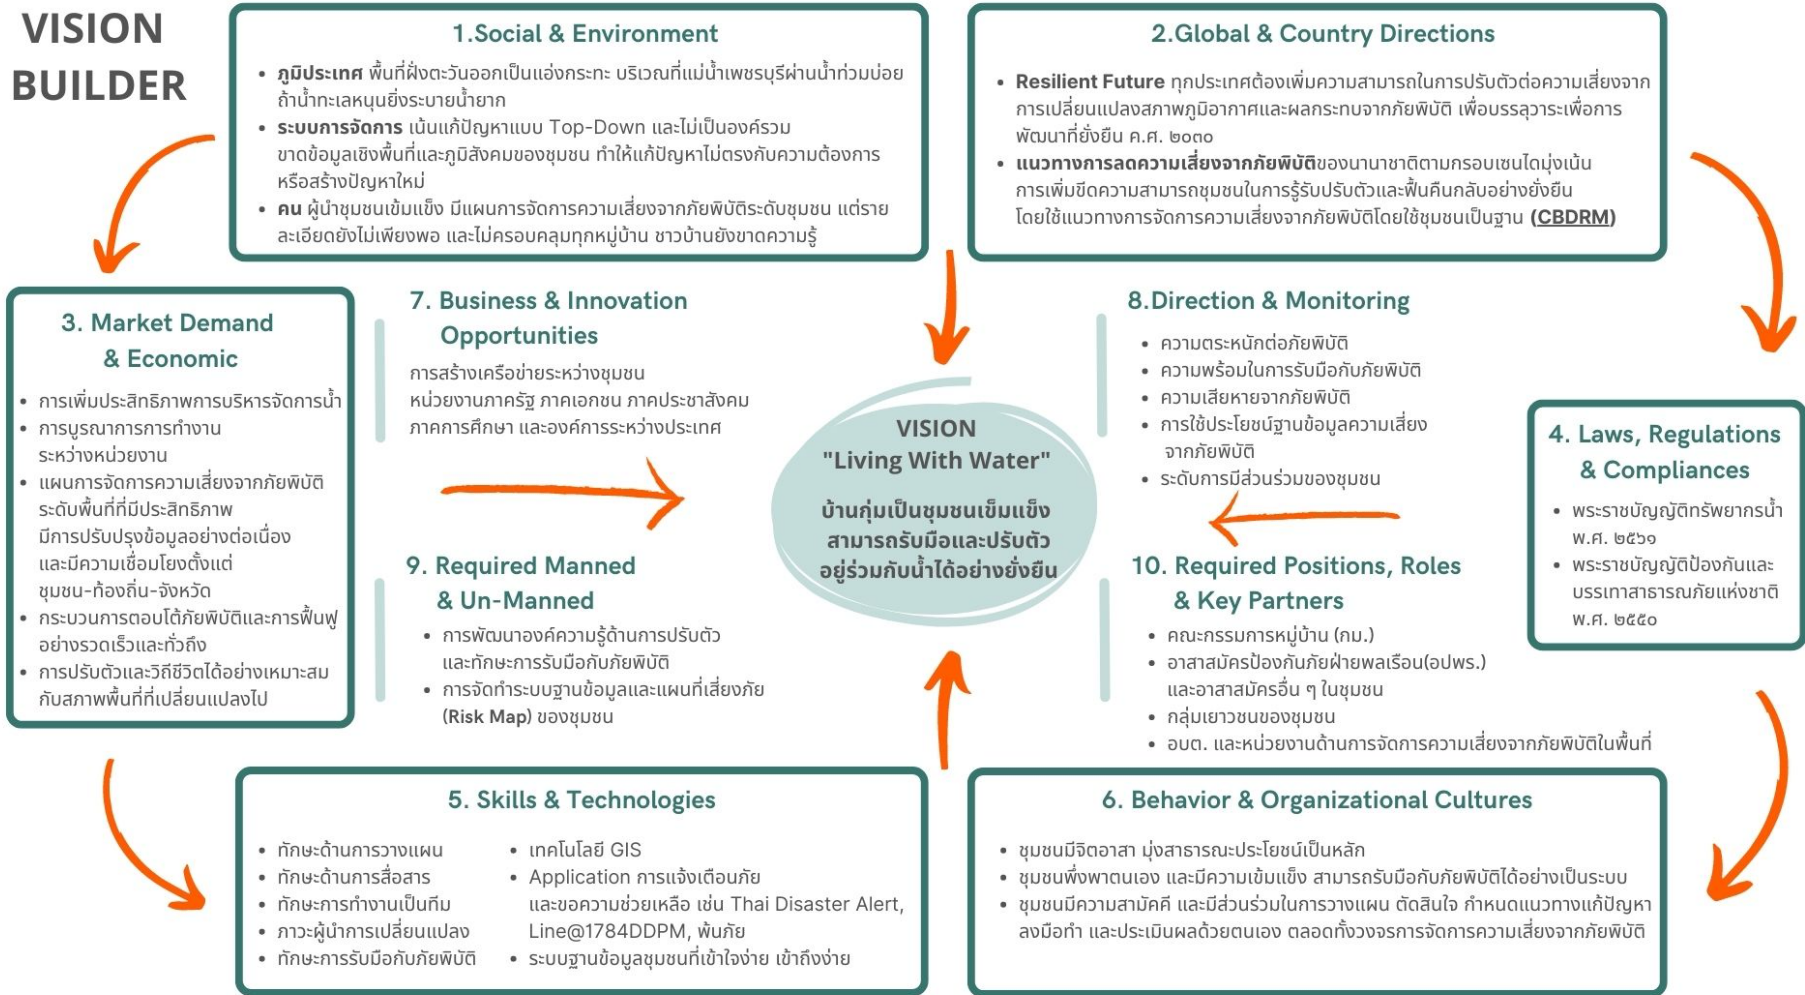 VISION
BUILDER
1.Social & Environment
• ภูมิประเทศ พื้นที่ฝั่งตะวันออกเป็นแอ่งกระทะ บริเวณที่แม่น้ำเพชรบุรีผ่านน้ำท่วมบ่อย
ถ้าน้ำทะเลหนุนยิ่งระบายน้ำยาก
• ระบบการจัดการ เน้นแก้ปัญหาแบบ Top-Down และไม่เป็นองค์รวม
ขาดข้อมูลเชิงพื้นที่และภูมิสังคมของชุมชน ทำให้แก้ปัญหาไม่ตรงกับความต้องการ
หรือสร้างปัญหาใหม่
• คน ผู้นำชุมชนเข้มแข็ง มีแผนการจัดการความเสี่ยงจากภัยพิบัติระดับชุมชน แต่ราย
ละเอียดยังไม่เพียงพอ และไม่ครอบคลุมทุกหมู่บ้าน ชาวบ้านยังขาดความรู้
2.Global & Country Directions
• Resilient Future ทุกประเทศต้องเพิ่มความสามารถในการปรับตัวต่อความเสี่ยงจาก
การเปลี่ยนแปลงสภาพภูมิอากาศและผลกระทบจากภัยพิบัติ เพื่อบรรลุวาระเพื่อการ
พัฒนาที่ยั่งยืน ค.ศ. ๒๐๓๐
• แนวทางการลดความเสี่ยงจากภัยพิบัติของนานาชาติตามกรอบเซนไดมุ่งเน้น
การเพิ่มขีดความสามารถชุมชนในการรู้รับปรับตัวและฟื้นคืนกลับอย่างยั่งยืน
โดยใช้แนวทางการจัดการความเสี่ยงจากภัยพิบัติโดยใช้ชุมชนเป็นฐาน (CBDRM)
3. Market Demand
& Economic
• การเพิ่มประสิทธิภาพการบริหารจัดการน้ำ
• การบูรณาการการทำงาน
ระหว่างหน่วยงาน
• แผนการจัดการความเสี่ยงจากภัยพิบัติ
ระดับพื้นที่ที่มีประสิทธิภาพ
มีการปรับปรุงข้อมูลอย่างต่อเนื่อง
และมีความเชื่อมโยงตั้งแต่
ชุมชน-ท้องถิ่น-จังหวัด
• กระบวนการตอบโต้ภัยพิบัติและการฟื้นฟู
อย่างรวดเร็วและทั่วถึง
• การปรับตัวและวิถีชีวิตได้อย่างเหมาะสม
กับสภาพพื้นที่ที่เปลี่ยนแปลงไป
7. Business & Innovation
Opportunities
การสร้างเครือข่ายระหว่างชุมชน
หน่วยงานภาครัฐ ภาคเอกชน ภาคประชาสังคม
ภาคการศึกษา และองค์การระหว่างประเทศ
VISION
"Living With Water"
บ้านกุ่มเป็นชุมชนเข็มแข็ง
สามารถรับมือและปรับตัว
อยู่ร่วมกับน้ำได้อย่างยั่งยืน
8.Direction & Monitoring
• ความตระหนักต่อภัยพิบัติ
• ความพร้อมในการรับมือกับภัยพิบัติ
• ความเสียหายจากภัยพิบัติ
• การใช้ประโยชน์ฐานข้อมูลความเสี่ยง
จากภัยพิบัติ
• ระดับการมีส่วนร่วมของชุมชน
4. Laws, Regulations
& Compliances
• พระราชบัญญัติทรัพยากรน้ำ
พ.ศ. ๒๕๖๑
• พระราชบัญญัติป้องกันและ
บรรเทาสาธารณภัยแห่งชาติ
พ.ศ. ๒๕๕๐
9. Required Manned
& Un-Manned
• การพัฒนาองค์ความรู้ด้านการปรับตัว
และทักษะการรับมือกับภัยพิบัติ
• การจัดทำระบบฐานข้อมูลและแผนที่เสี่ยงภัย
(Risk Map) ของชุมชน
10. Required Positions, Roles
& Key Partners
• คณะกรรมการหมู่บ้าน (กม.)
• อาสาสมัครป้องกันภัยฝ่ายพลเรือน(อปพร.)
และอาสาสมัครอื่น ๆ ในชุมชน
• กลุ่มเยาวชนของชุมชน
• อบต. และหน่วยงานด้านการจัดการความเสี่ยงจากภัยพิบัติในพื้นที่
5. Skills & Technologies
• ทักษะด้านการวางแผน
• ทักษะด้านการสื่อสาร
• ทักษะการทำงานเป็นทีม
• ภาวะผู้นำการเปลี่ยนแปลง
• ทักษะการรับมือกับภัยพิบัติ
• เทคโนโลยี GIS
• Application การแจ้งเตือนภัย
และขอความช่วยเหลือ เช่น Thai Disaster Alert,
Line@1784DDPM, พ้นภัย
• ระบบฐานข้อมูลชุมชนที่เข้าใจง่าย เข้าถึงง่าย
6. Behavior & Organizational Cultures
• ชุมชนมีจิตอาสา มุ่งสาธารณะประโยชน์เป็นหลัก
• ชุมชนพึ่งพาตนเอง และมีความเข้มแข็ง สามารถรับมือกับภัยพิบัติได้อย่างเป็นระบบ
• ชุมชนมีความสามัคคี และมีส่วนร่วมในการวางแผน ตัดสินใจ กำหนดแนวทางแก้ปัญหา
ลงมือทำ และประเมินผลด้วยตนเอง ตลอดทั้งวงจรการจัดการความเสี่ยงจากภัยพิบัติ